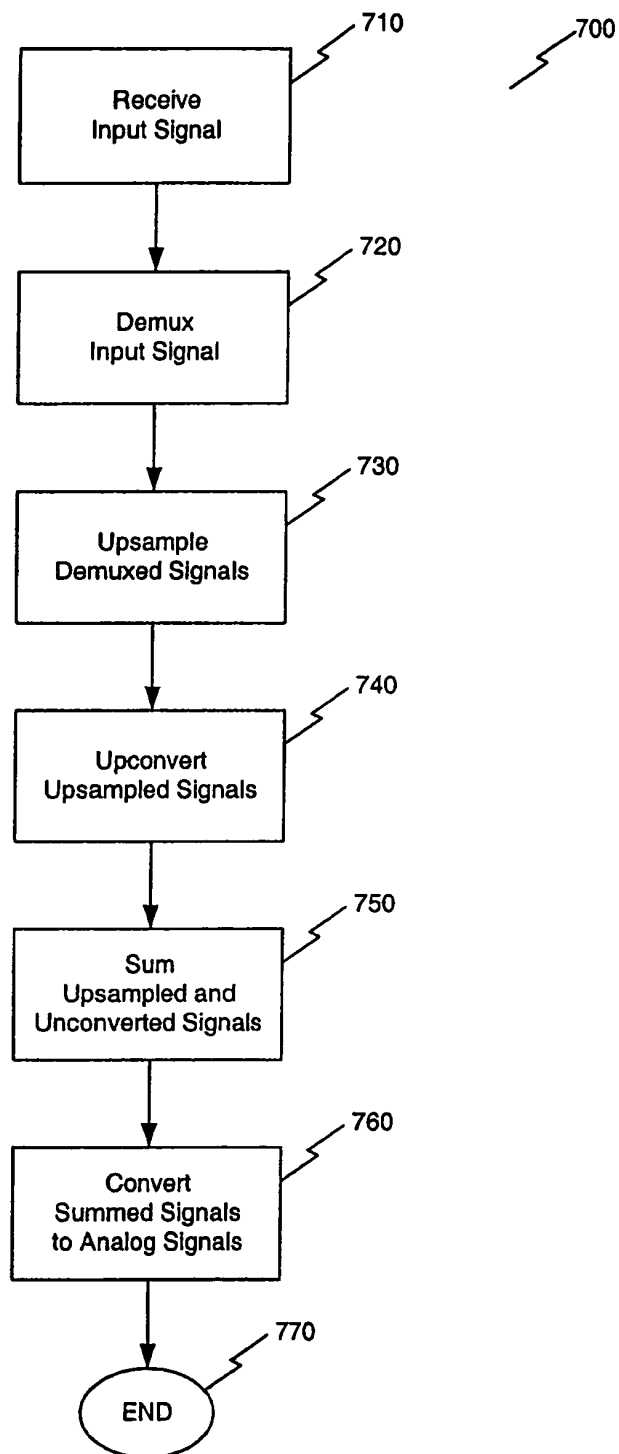 710
700
Receive
Input Signal
720
Demux
Input Signal
730
Upsample
Demuxed Signals
740
Upconvert
Upsampled Signals
750
Sum
Upsampled and
Unconverted Signals
760
Convert
Summed Signals
to Analog Signals
770
END